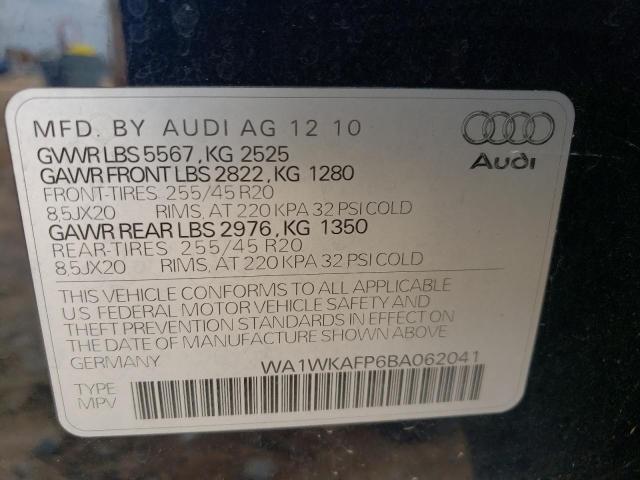 MFD. BY AUDI AG 12 10
GVWR LBS 5567, KG 2525
GAWR FRONT LBS 2822, KG 1280
FRONT-TIRES 255/45 R20
8,5JX20 RIMS, AT 220 KPA 32 PSI COLD
GAWR REAR LBS 2976, KG 1350
REAR-TIRES 255/45 R20
8,5JX20 RIMS, AT 220 KPA 32 PSI COLD
Audi
THIS VEHICLE CONFORMS TO ALL APPLICABLE
US FEDERAL MOTOR VEHICLE SAFETY AND
THEFT PREVENTION STANDARDS IN EFFECT ON
THE DATE OF MANUFACTURE SHOWN ABOVE
GERMANY WA1WKAFP6BA062041
TYPE
MPV